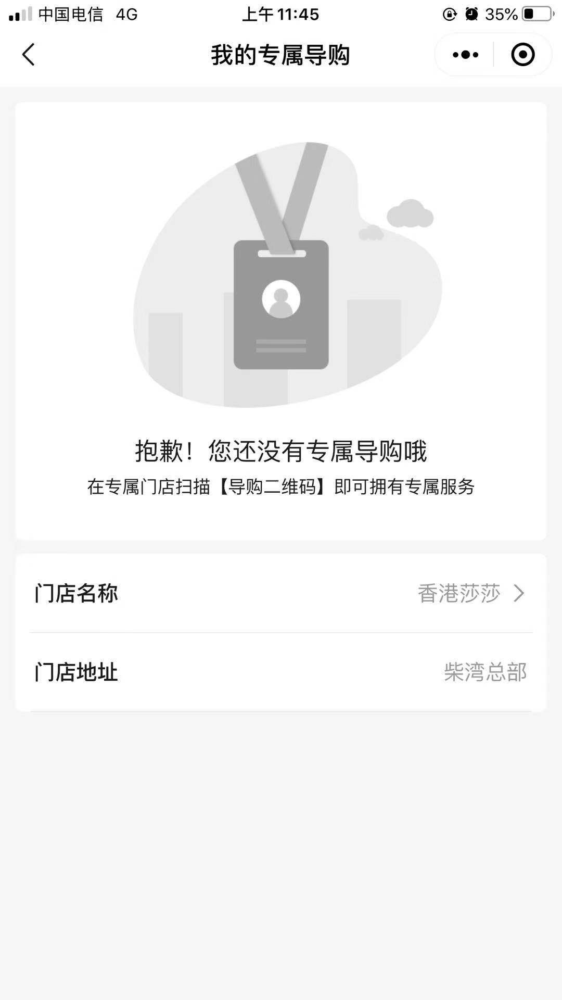 中国电信 4G 上午11:45 35%
我的专属导购
抱歉！您还没有专属导购哦
在专属门店扫描【导购二维码】即可拥有专属服务
门店名称 香港莎莎
门店地址 柴湾总部